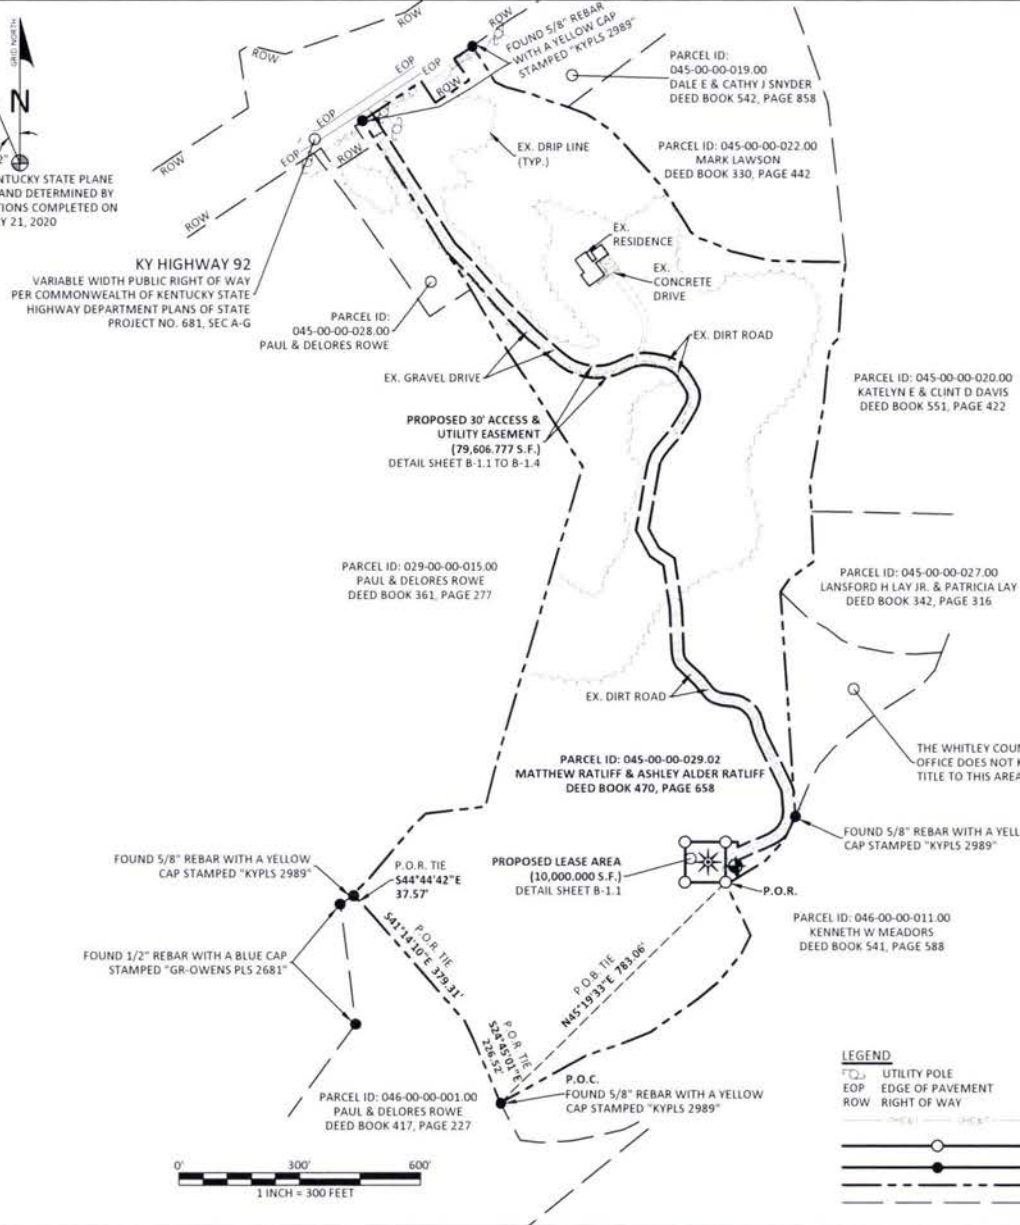 GRID NORTH
N
2"
NTUCKY STATE PLANE
AND DETERMINED BY
TIONS COMPLETED ON
Y 21, 2020
ROW
ROW
ROW
ROW
EOP
EOP
ROW
FOUND 5/8" REBAR
WITH A YELLOW CAP
STAMPED "KYPLS 2989"
EOP
EOP
ROW
ROW
ROW
PARCEL ID:
045-00-00-019.00
DALE E & CATHY J SNYDER
DEED BOOK 542, PAGE 858
EX. DRIP LINE
(TYP.)
PARCEL ID: 045-00-00-022.00
MARK LAWSON
DEED BOOK 330, PAGE 442
EX.
RESIDENCE
EX.
CONCRETE
DRIVE
KY HIGHWAY 92
VARIABLE WIDTH PUBLIC RIGHT OF WAY
PER COMMONWEALTH OF KENTUCKY STATE
HIGHWAY DEPARTMENT PLANS OF STATE
PROJECT NO. 681, SEC A-G
PARCEL ID:
045-00-00-028.00
PAUL & DELORES ROWE
EX. DIRT ROAD
EX. GRAVEL DRIVE
PARCEL ID: 045-00-00-020.00
KATELYN E & CLINT D DAVIS
DEED BOOK 551, PAGE 422
PROPOSED 30' ACCESS &
UTILITY EASEMENT
(79,606.777 S.F.)
DETAIL SHEET B-1.1 TO B-1.4
PARCEL ID: 029-00-00-015.00
PAUL & DELORES ROWE
DEED BOOK 361, PAGE 277
PARCEL ID: 045-00-00-027.00
LANSFORD H LAY JR. & PATRICIA LAY
DEED BOOK 342, PAGE 316
EX. DIRT ROAD
THE WHITLEY COUN
OFFICE DOES NOT K
TITLE TO THIS AREA
PARCEL ID: 045-00-00-029.02
MATTHEW RATLIFF & ASHLEY ALDER RATLIFF
DEED BOOK 470, PAGE 658
FOUND 5/8" REBAR WITH A YELL
CAP STAMPED "KYPLS 2989"
FOUND 5/8" REBAR WITH A YELLOW
CAP STAMPED "KYPLS 2989"
P.O.R. TIE
S44°44'42"E
37.57'
PROPOSED LEASE AREA
(10,000.000 S.F.)
DETAIL SHEET B-1.1
P.O.R.
PARCEL ID: 046-00-00-011.00
KENNETH W MEADORS
DEED BOOK 541, PAGE 588
P.O.R. TIE
S41°14'10"E 379.31'
FOUND 1/2" REBAR WITH A BLUE CAP
STAMPED "GR-OWENS PLS 2681"
P.O.B. TIE
N45°19'33"E 783.06'
P.O.R. TIE
S24°45'01"E
226.52'
P.O.C.
FOUND 5/8" REBAR WITH A YELLOW
CAP STAMPED "KYPLS 2989"
PARCEL ID: 046-00-00-001.00
PAUL & DELORES ROWE
DEED BOOK 417, PAGE 227
LEGEND
UTILITY POLE
EOP EDGE OF PAVEMENT
ROW RIGHT OF WAY
0' 300' 600'
1 INCH = 300 FEET